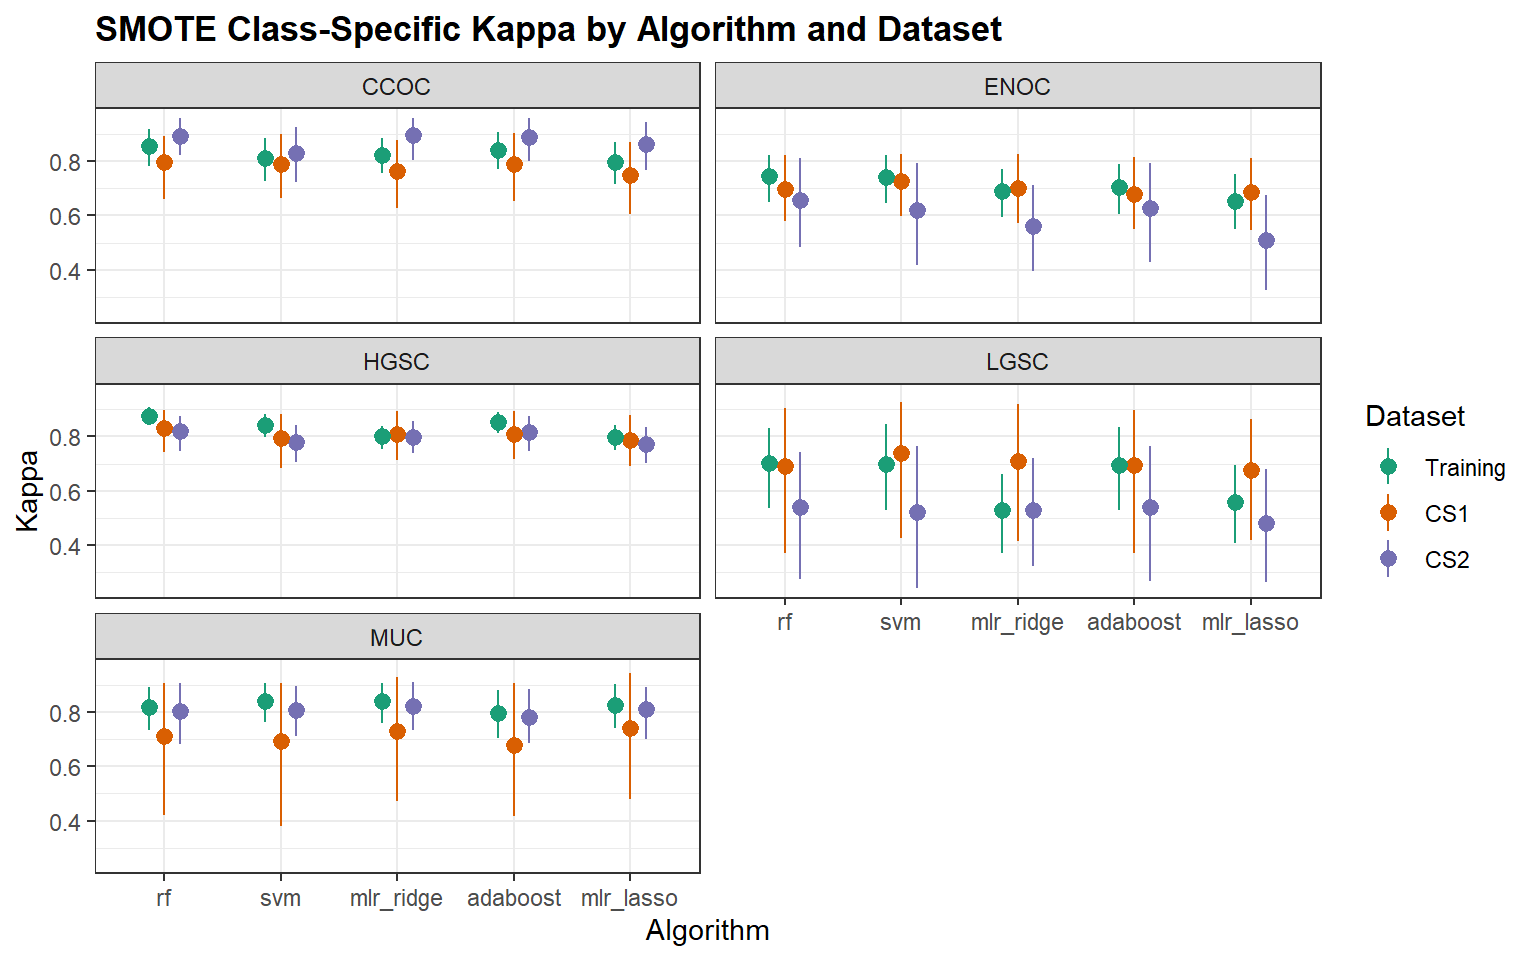 SMOTE Class-Specific Kappa by Algorithm and Dataset
CCOC
ENOC
0.8
0.6
0.4
HGSC
LGSC
0.8
0.6
0.4
Kappa
rf svm mlr_ridge adaboost mlr_lasso
MUC
0.8
0.6
0.4
rf svm mlr_ridge adaboost mlr_lasso
Algorithm
Dataset
Training
CS1
CS2